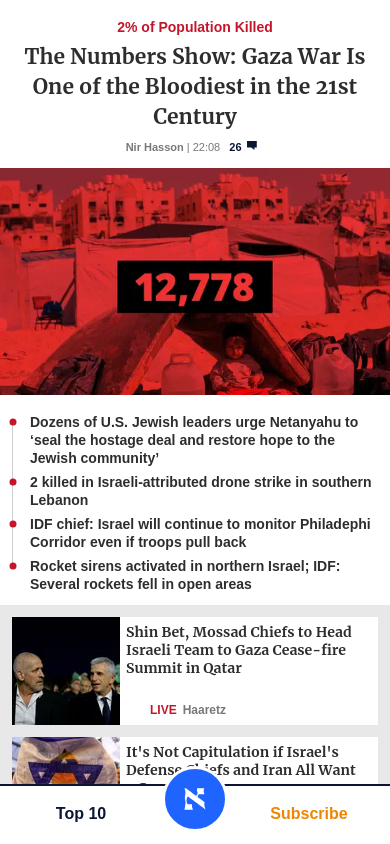 2% of Population Killed
The Numbers Show: Gaza War Is
One of the Bloodiest in the 21st
Century
Nir Hasson | 22:08 26
12,778
Dozens of U.S. Jewish leaders urge Netanyahu to
‘seal the hostage deal and restore hope to the
Jewish community’
2 killed in Israeli-attributed drone strike in southern
Lebanon
IDF chief: Israel will continue to monitor Philadephi
Corridor even if troops pull back
Rocket sirens activated in northern Israel; IDF:
Several rockets fell in open areas
Shin Bet, Mossad Chiefs to Head
Israeli Team to Gaza Cease-fire
Summit in Qatar
LIVE Haaretz
It's Not Capitulation if Israel's
Defense Chiefs and Iran All Want
Top 10
Subscribe